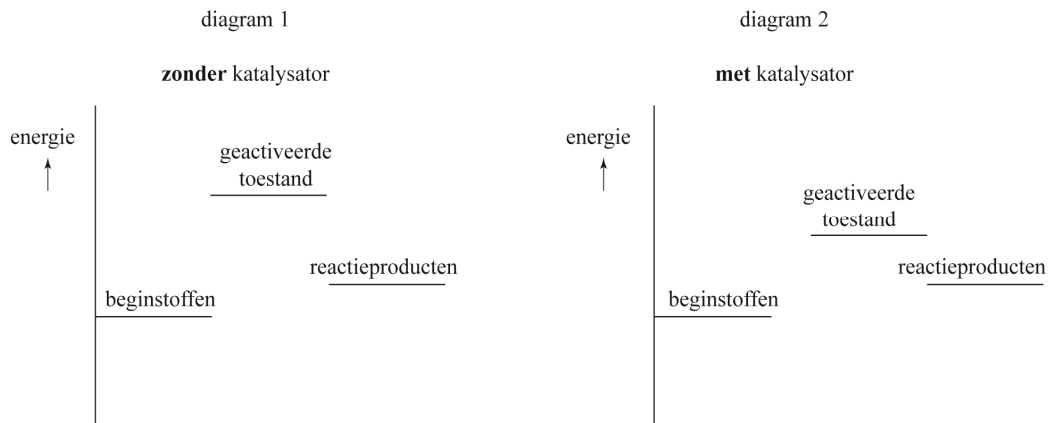 diagram 1
zonder katalysator
energie
geactiveerde
toestand
reactieproducten
beginstoffen
diagram 2
met katalysator
energie
geactiveerde
toestand
reactieproducten
beginstoffen